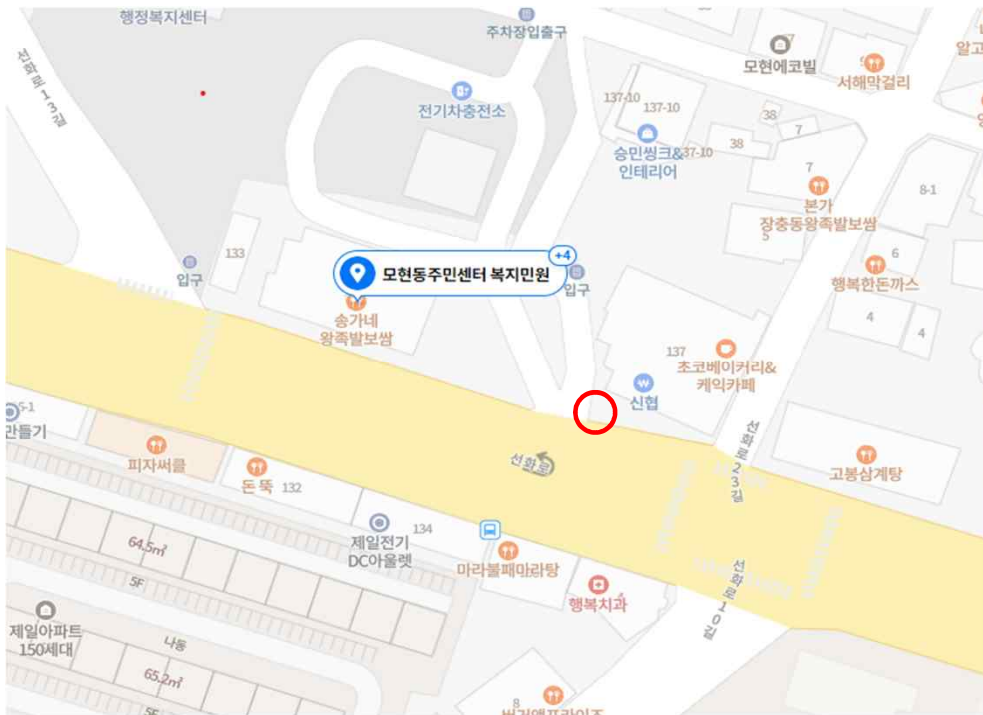 행정복지센터
주차장입출구
선화로13길
전기차충전소
모현에코빌
서해막걸리
알고
137-10
137-10
38
7
38
승민씽크&37-10
인테리어
7
본가
장충동왕족발보쌈
5
8-1
6
행복한돈까스
4
4
133
입구
모현동주민센터 복지민원
+4
입구
송가네
왕족발보쌈
137
초코베이커리&
케익카페
신협
선화로23길
고봉삼계탕
선화로
만들기
피자써클
돈 뚝
132
134
제일전기
DC아울렛
마라불패마라탕
행복치과
선화로10길
64.5㎡
5F
제일아파트
150세대
나동
65.2㎡
5F
8